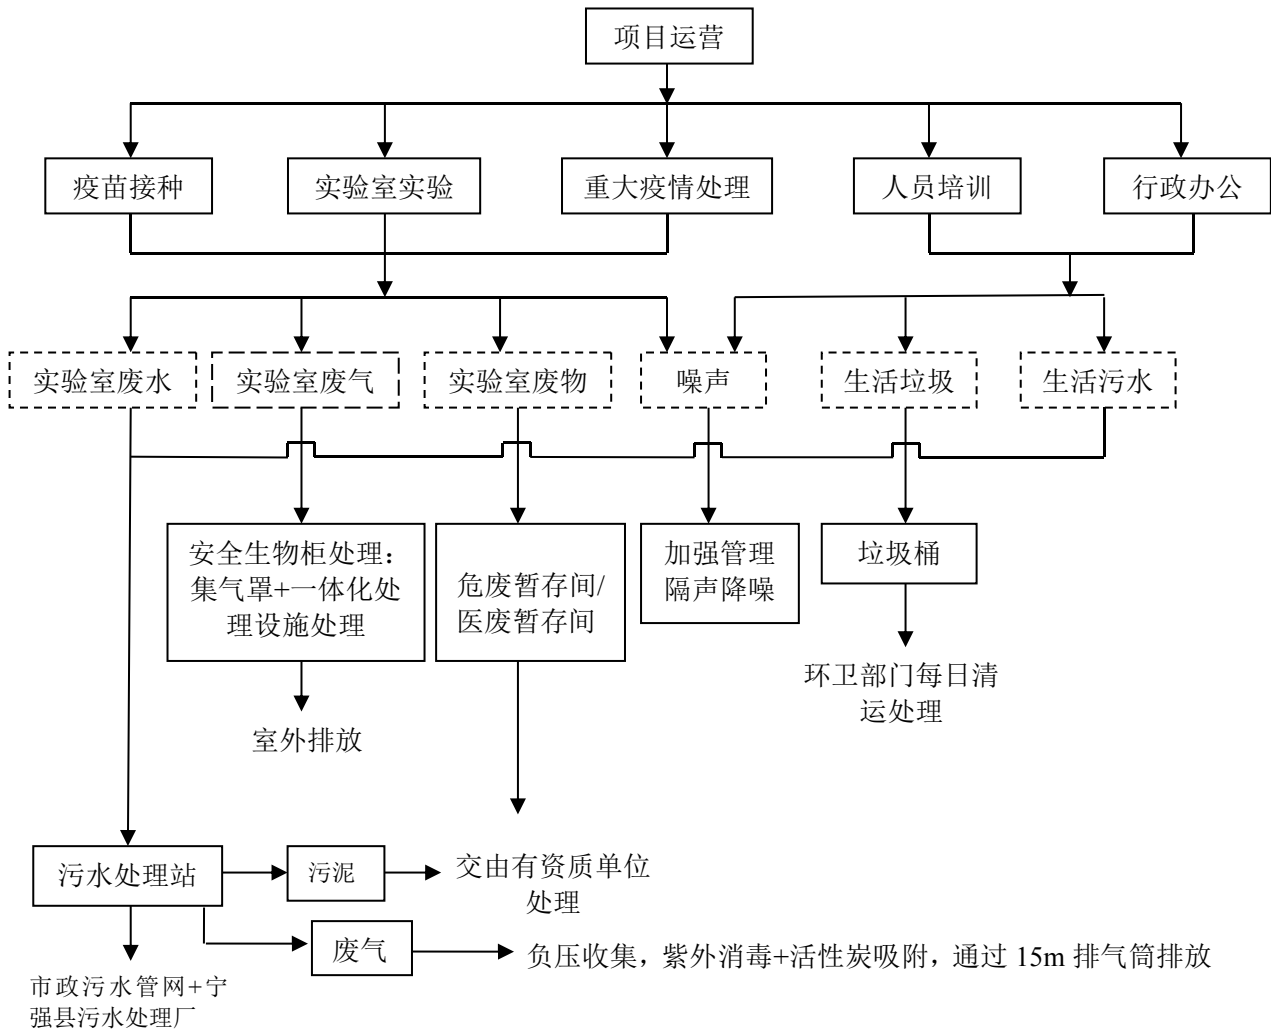 项目运营
疫苗接种
实验室实验
重大疫情处理
人员培训
行政办公
实验室废水
实验室废气
实验室废物
噪声
生活垃圾
生活污水
安全生物柜处理：
集气罩+一体化处
理设施处理
危废暂存间/
医废暂存间
加强管理
隔声降噪
垃圾桶
环卫部门每日清
运处理
室外排放
污水处理站
污泥
交由有资质单位
处理
废气
负压收集，紫外消毒+活性炭吸附，通过 15m 排气筒排放
市政污水管网+宁
强县污水处理厂